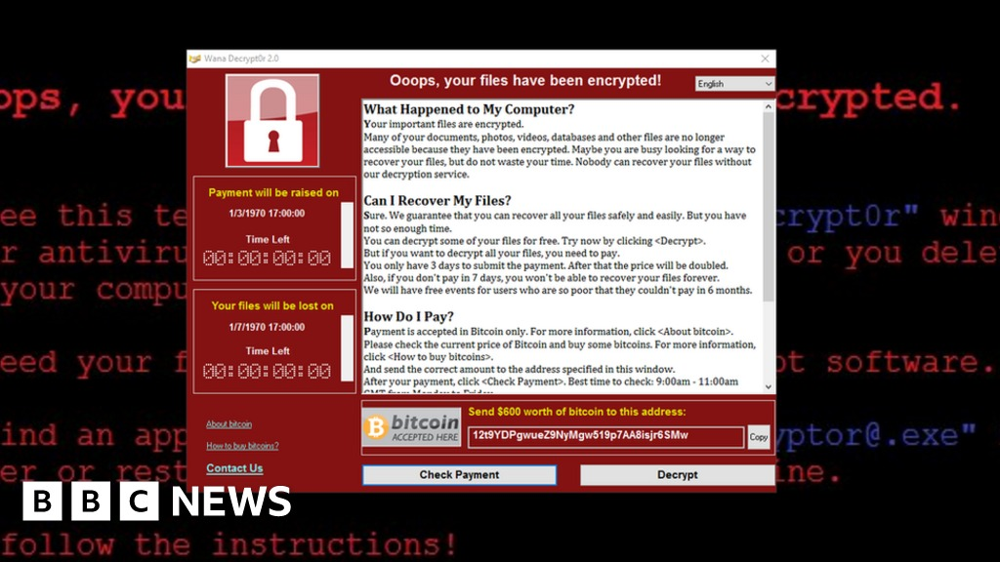 Wana Decrypt0r 2.0
Ooops, your files have been encrypted!
English
Payment will be raised on
1/3/1970 17:00:00
Time Left
00:00:00:00
Your files will be lost on
1/7/1970 17:00:00
Time Left
00:00:00:00
About bitcoin
How to buy bitcoins?
Contact Us
What Happened to My Computer?
Your important files are encrypted.
Many of your documents, photos, videos, databases and other files are no longer
accessible because they have been encrypted. Maybe you are busy looking for a way to
recover your files, but do not waste your time. Nobody can recover your files without
our decryption service.
Can I Recover My Files?
Sure. We guarantee that you can recover all your files safely and easily. But you have
not so enough time.
You can decrypt some of your files for free. Try now by clicking <Decrypt>.
But if you want to decrypt all your files, you need to pay.
You only have 3 days to submit the payment. After that the price will be doubled.
Also, if you don't pay in 7 days, you won't be able to recover your files forever.
We will have free events for users who are so poor that they couldn't pay in 6 months.
How Do I Pay?
Payment is accepted in Bitcoin only. For more information, click <About bitcoin>.
Please check the current price of Bitcoin and buy some bitcoins. For more information,
click <How to buy bitcoins>.
And send the correct amount to the address specified in this window.
After your payment, click <Check Payment>. Best time to check: 9:00am - 11:00am
GMT from Monday to Friday.
bitcoin
ACCEPTED HERE
Send $600 worth of bitcoin to this address:
12t9YDPgwueZ9NyMgw519p7AA8isjr6SMw
Copy
Check Payment
Decrypt
ops, you crypted.
ee this te crypt0r" win
r antiviru or you dele
your compu
eed your f ot software.
ind an app yptor@.exe"
er or rest ine.
follow the instructions!
BBC NEWS